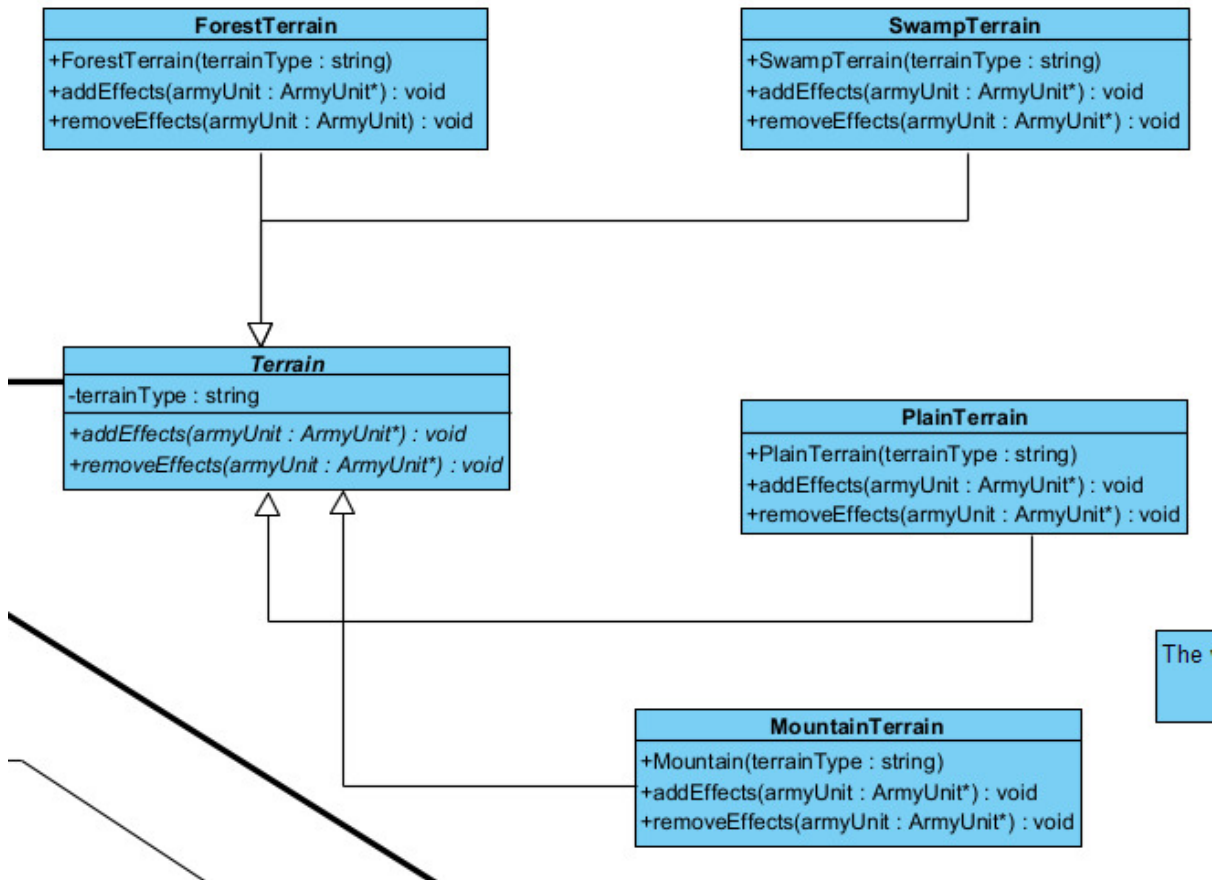 ForestTerrain
+ForestTerrain(terrainType : string)
+addEffects(armyUnit : ArmyUnit*) : void
+removeEffects(armyUnit : ArmyUnit) : void
SwampTerrain
+SwampTerrain(terrainType : string)
+addEffects(armyUnit : ArmyUnit*) : void
+removeEffects(armyUnit : ArmyUnit*) : void
Terrain
-terrainType : string
+addEffects(armyUnit : ArmyUnit*) : void
+removeEffects(armyUnit : ArmyUnit*) : void
PlainTerrain
+PlainTerrain(terrainType : string)
+addEffects(armyUnit : ArmyUnit*) : void
+removeEffects(armyUnit : ArmyUnit*) : void
The
MountainTerrain
+Mountain(terrainType : string)
+addEffects(armyUnit : ArmyUnit*) : void
+removeEffects(armyUnit : ArmyUnit*) : void